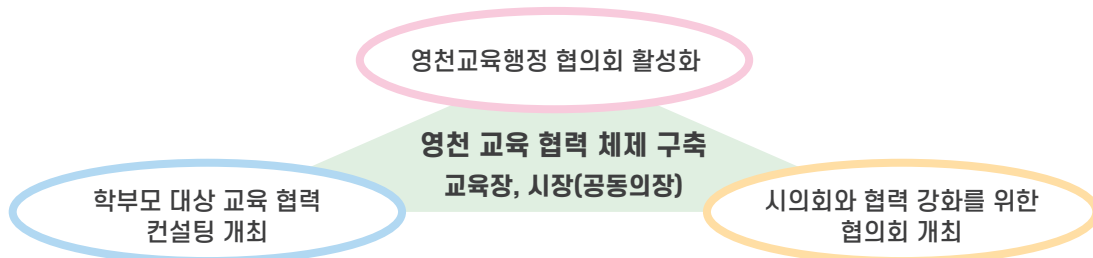 영천교육행정 협의회 활성화
영천 교육 협력 체제 구축
교육장, 시장(공동의장)
학부모 대상 교육 협력
컨설팅 개최
시의회와 협력 강화를 위한
협의회 개최